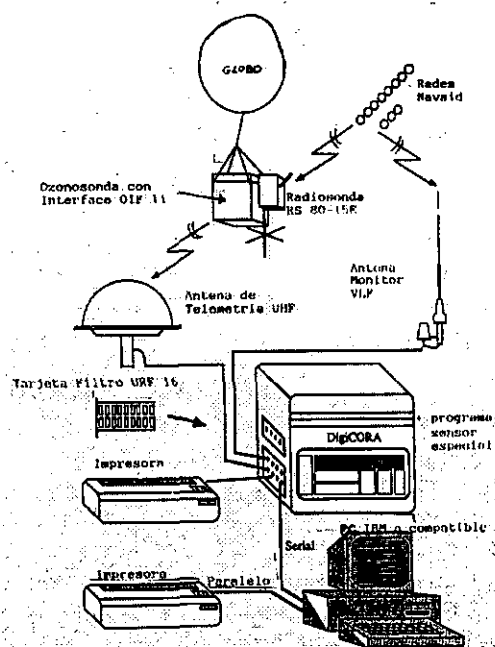 GLOBO
Redes
Navaid
Ozonosonda con
Interface OIF 11
Radiosonda
RS 80-15E
Antena
Monitor
VLF
Antena de
Telemetria UHF
Tarjeta Filtro URF 16
programa
sensor
especial
DigiCORA
Impresora
PC IBM o compatible
Serial
impresora
Paralelo